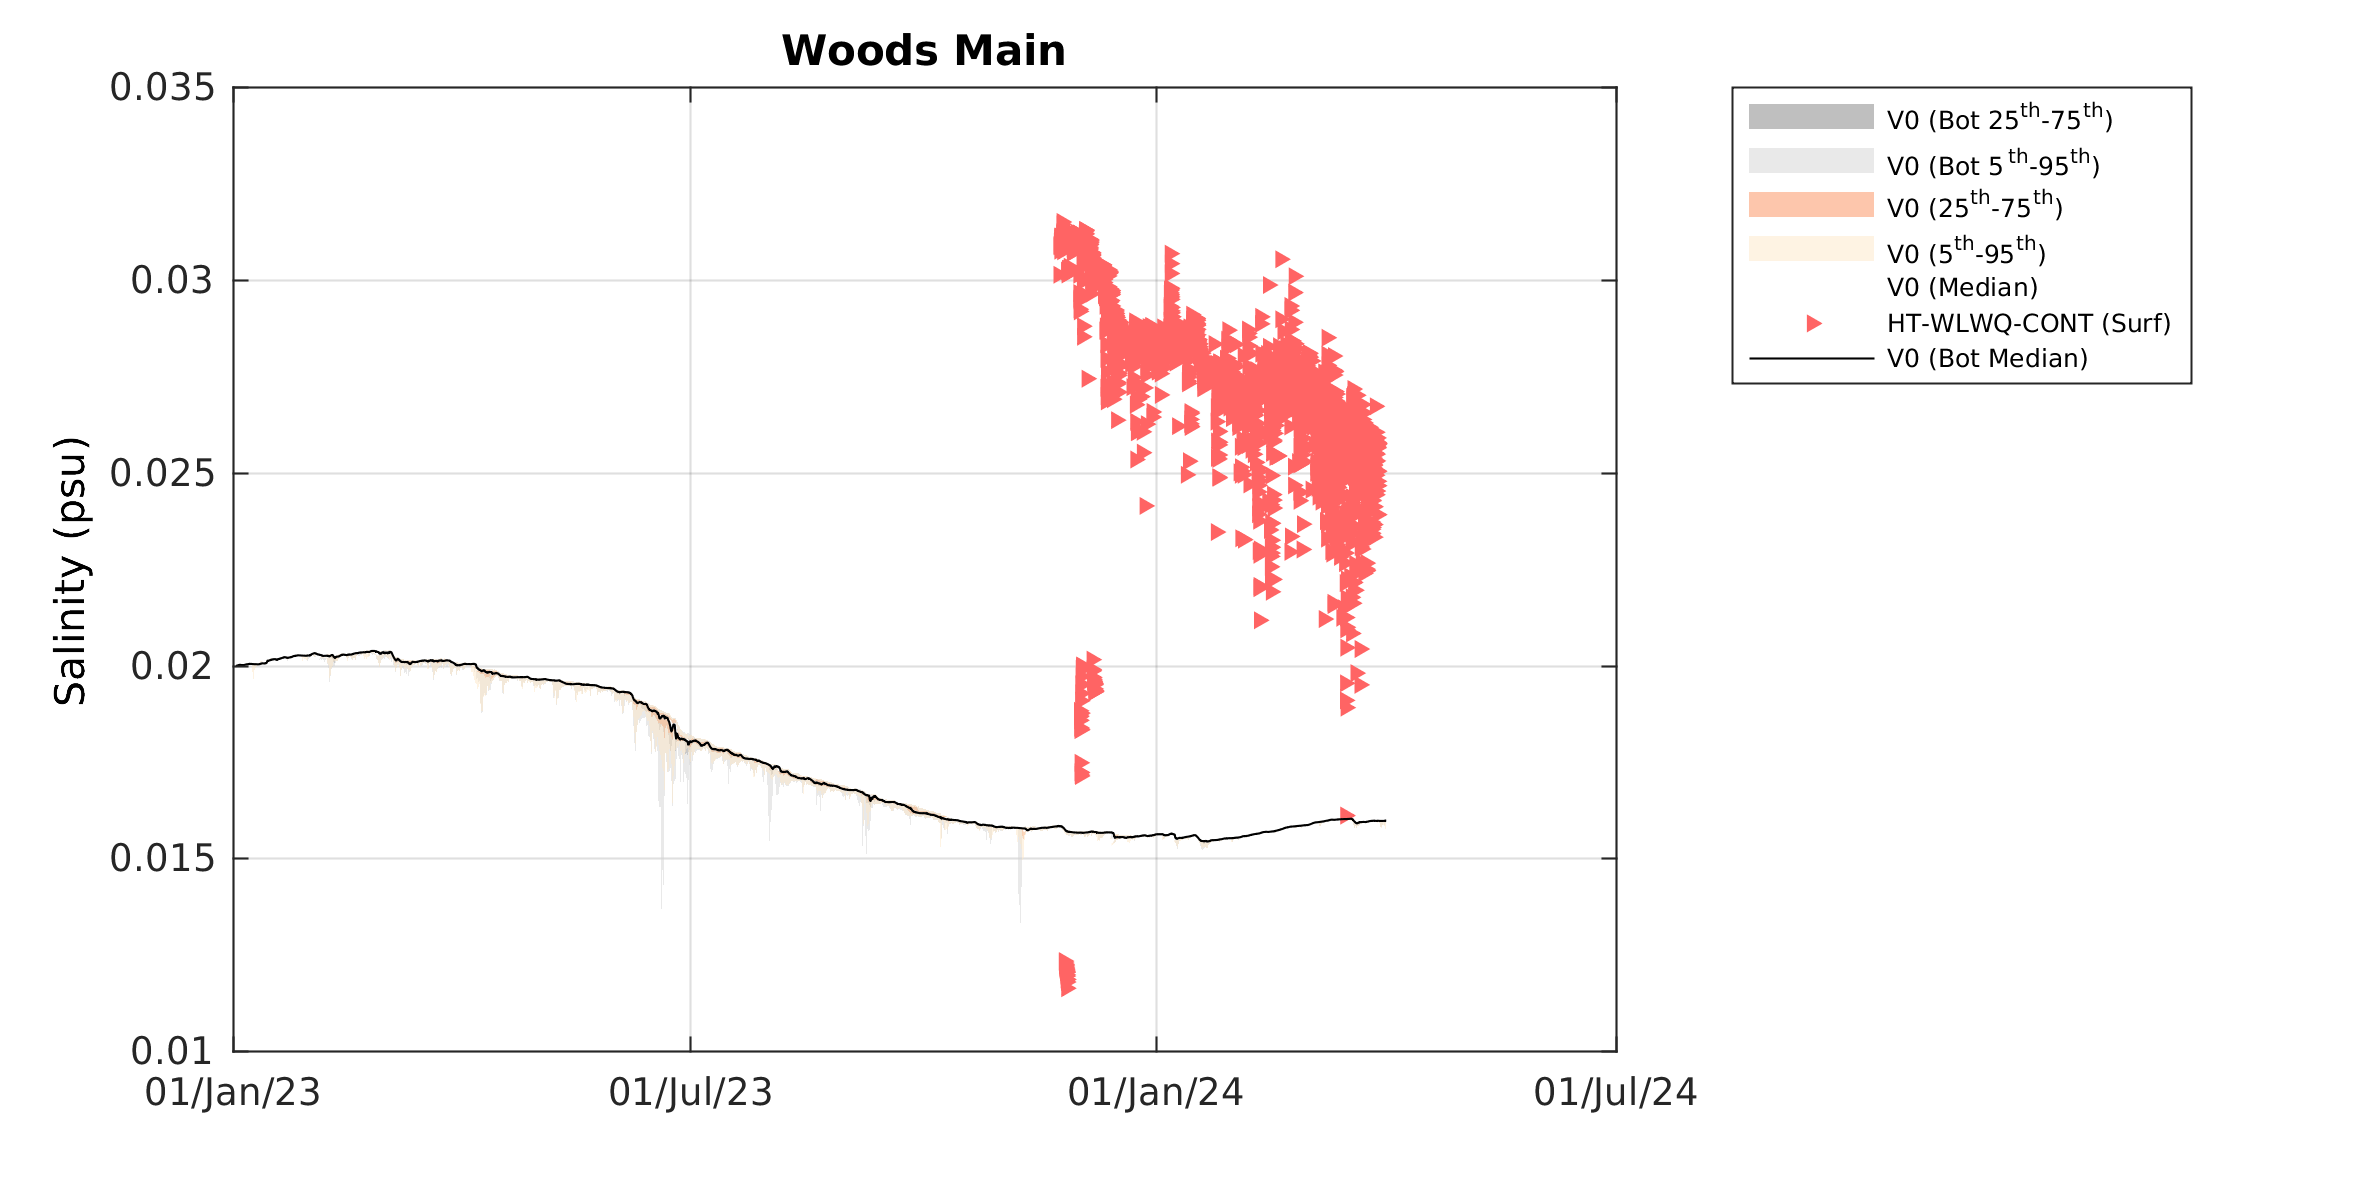 Woods Main
0.035
0.03
0.025
0.02
0.015
0.01
Salinity (psu)
01/Jan/23
01/Jul/23
01/Jan/24
01/Jul/24
V0 (Bot 25th-75th)
V0 (Bot 5th-95th)
V0 (25th-75th)
V0 (5th-95th)
V0 (Median)
HT-WLWQ-CONT (Surf)
V0 (Bot Median)